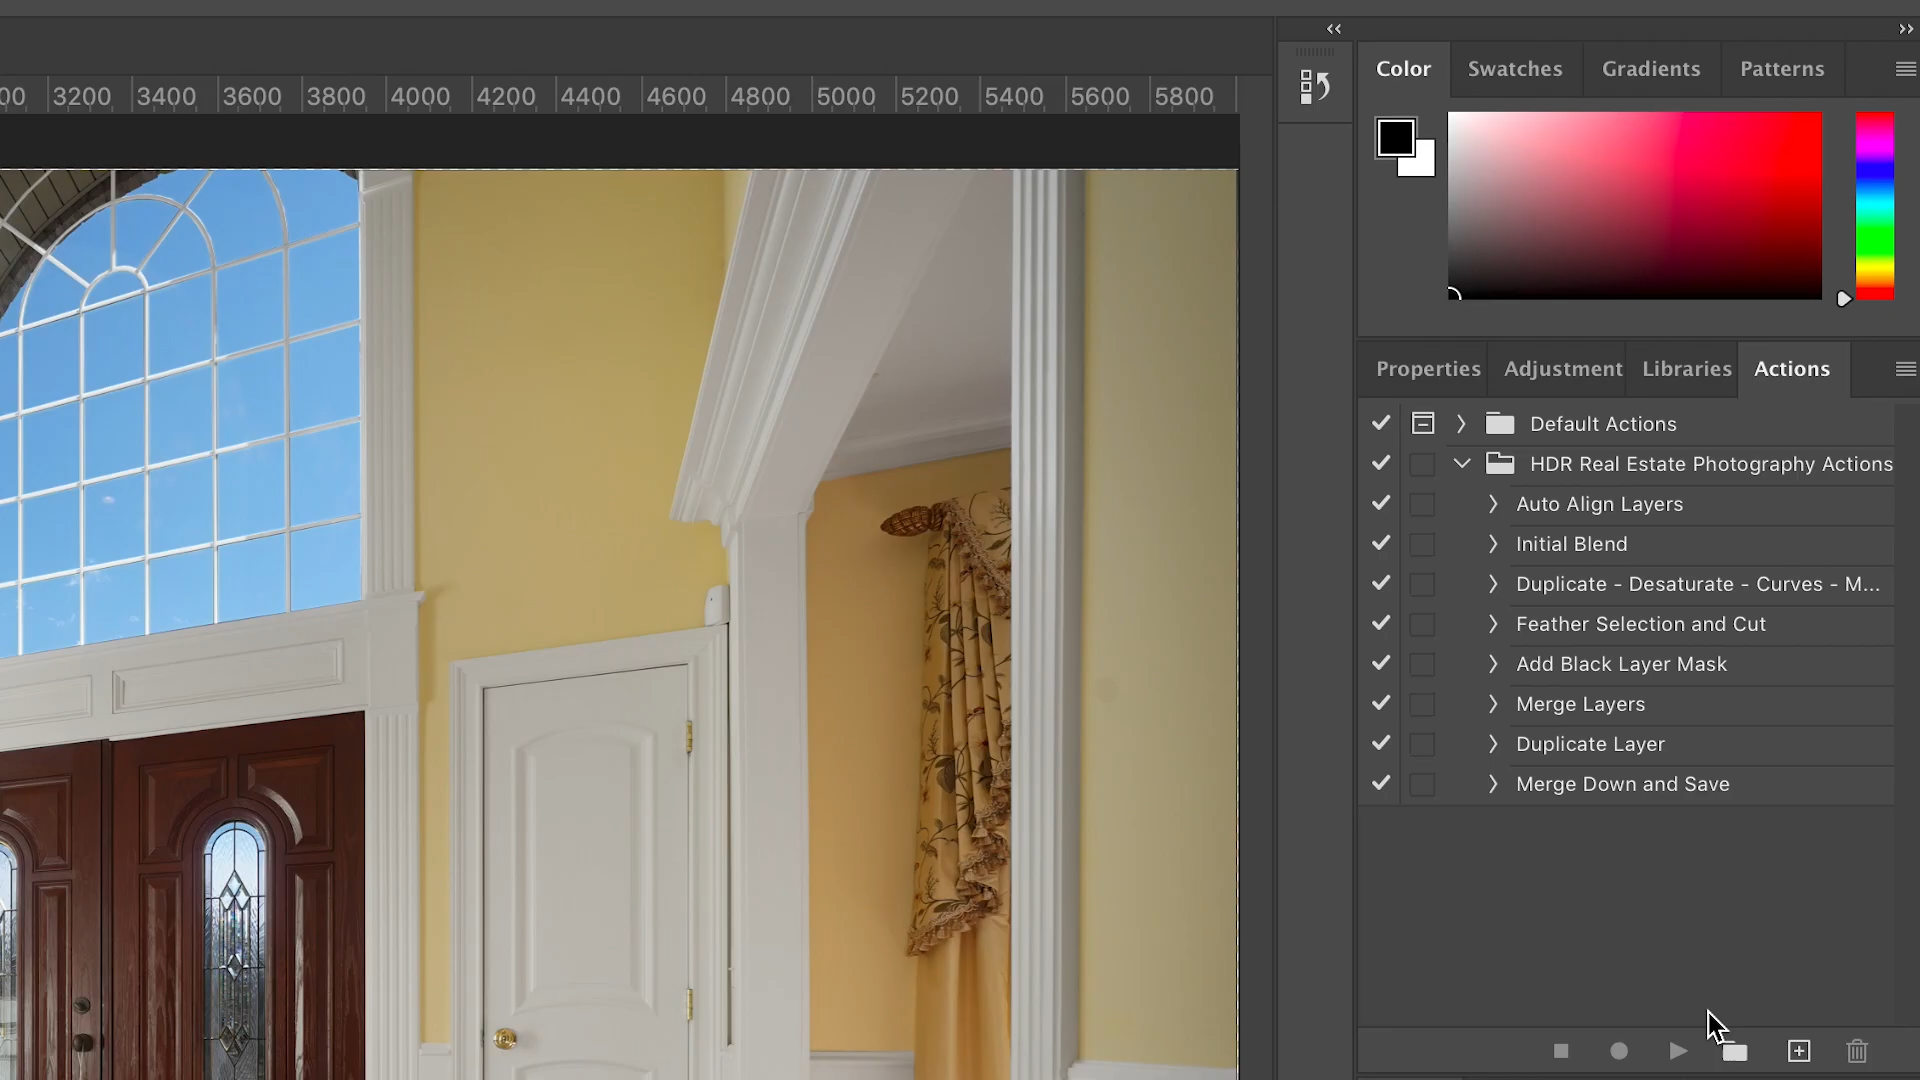 00 3200 3400 3600 3800 4000 4200 4400 4600 4800 5000 5200 5400 5600 5800
Color Swatches Gradients Patterns
Properties Adjustment Libraries Actions
Default Actions
HDR Real Estate Photography Actions
Auto Align Layers
Initial Blend
Duplicate - Desaturate - Curves - M...
Feather Selection and Cut
Add Black Layer Mask
Merge Layers
Duplicate Layer
Merge Down and Save